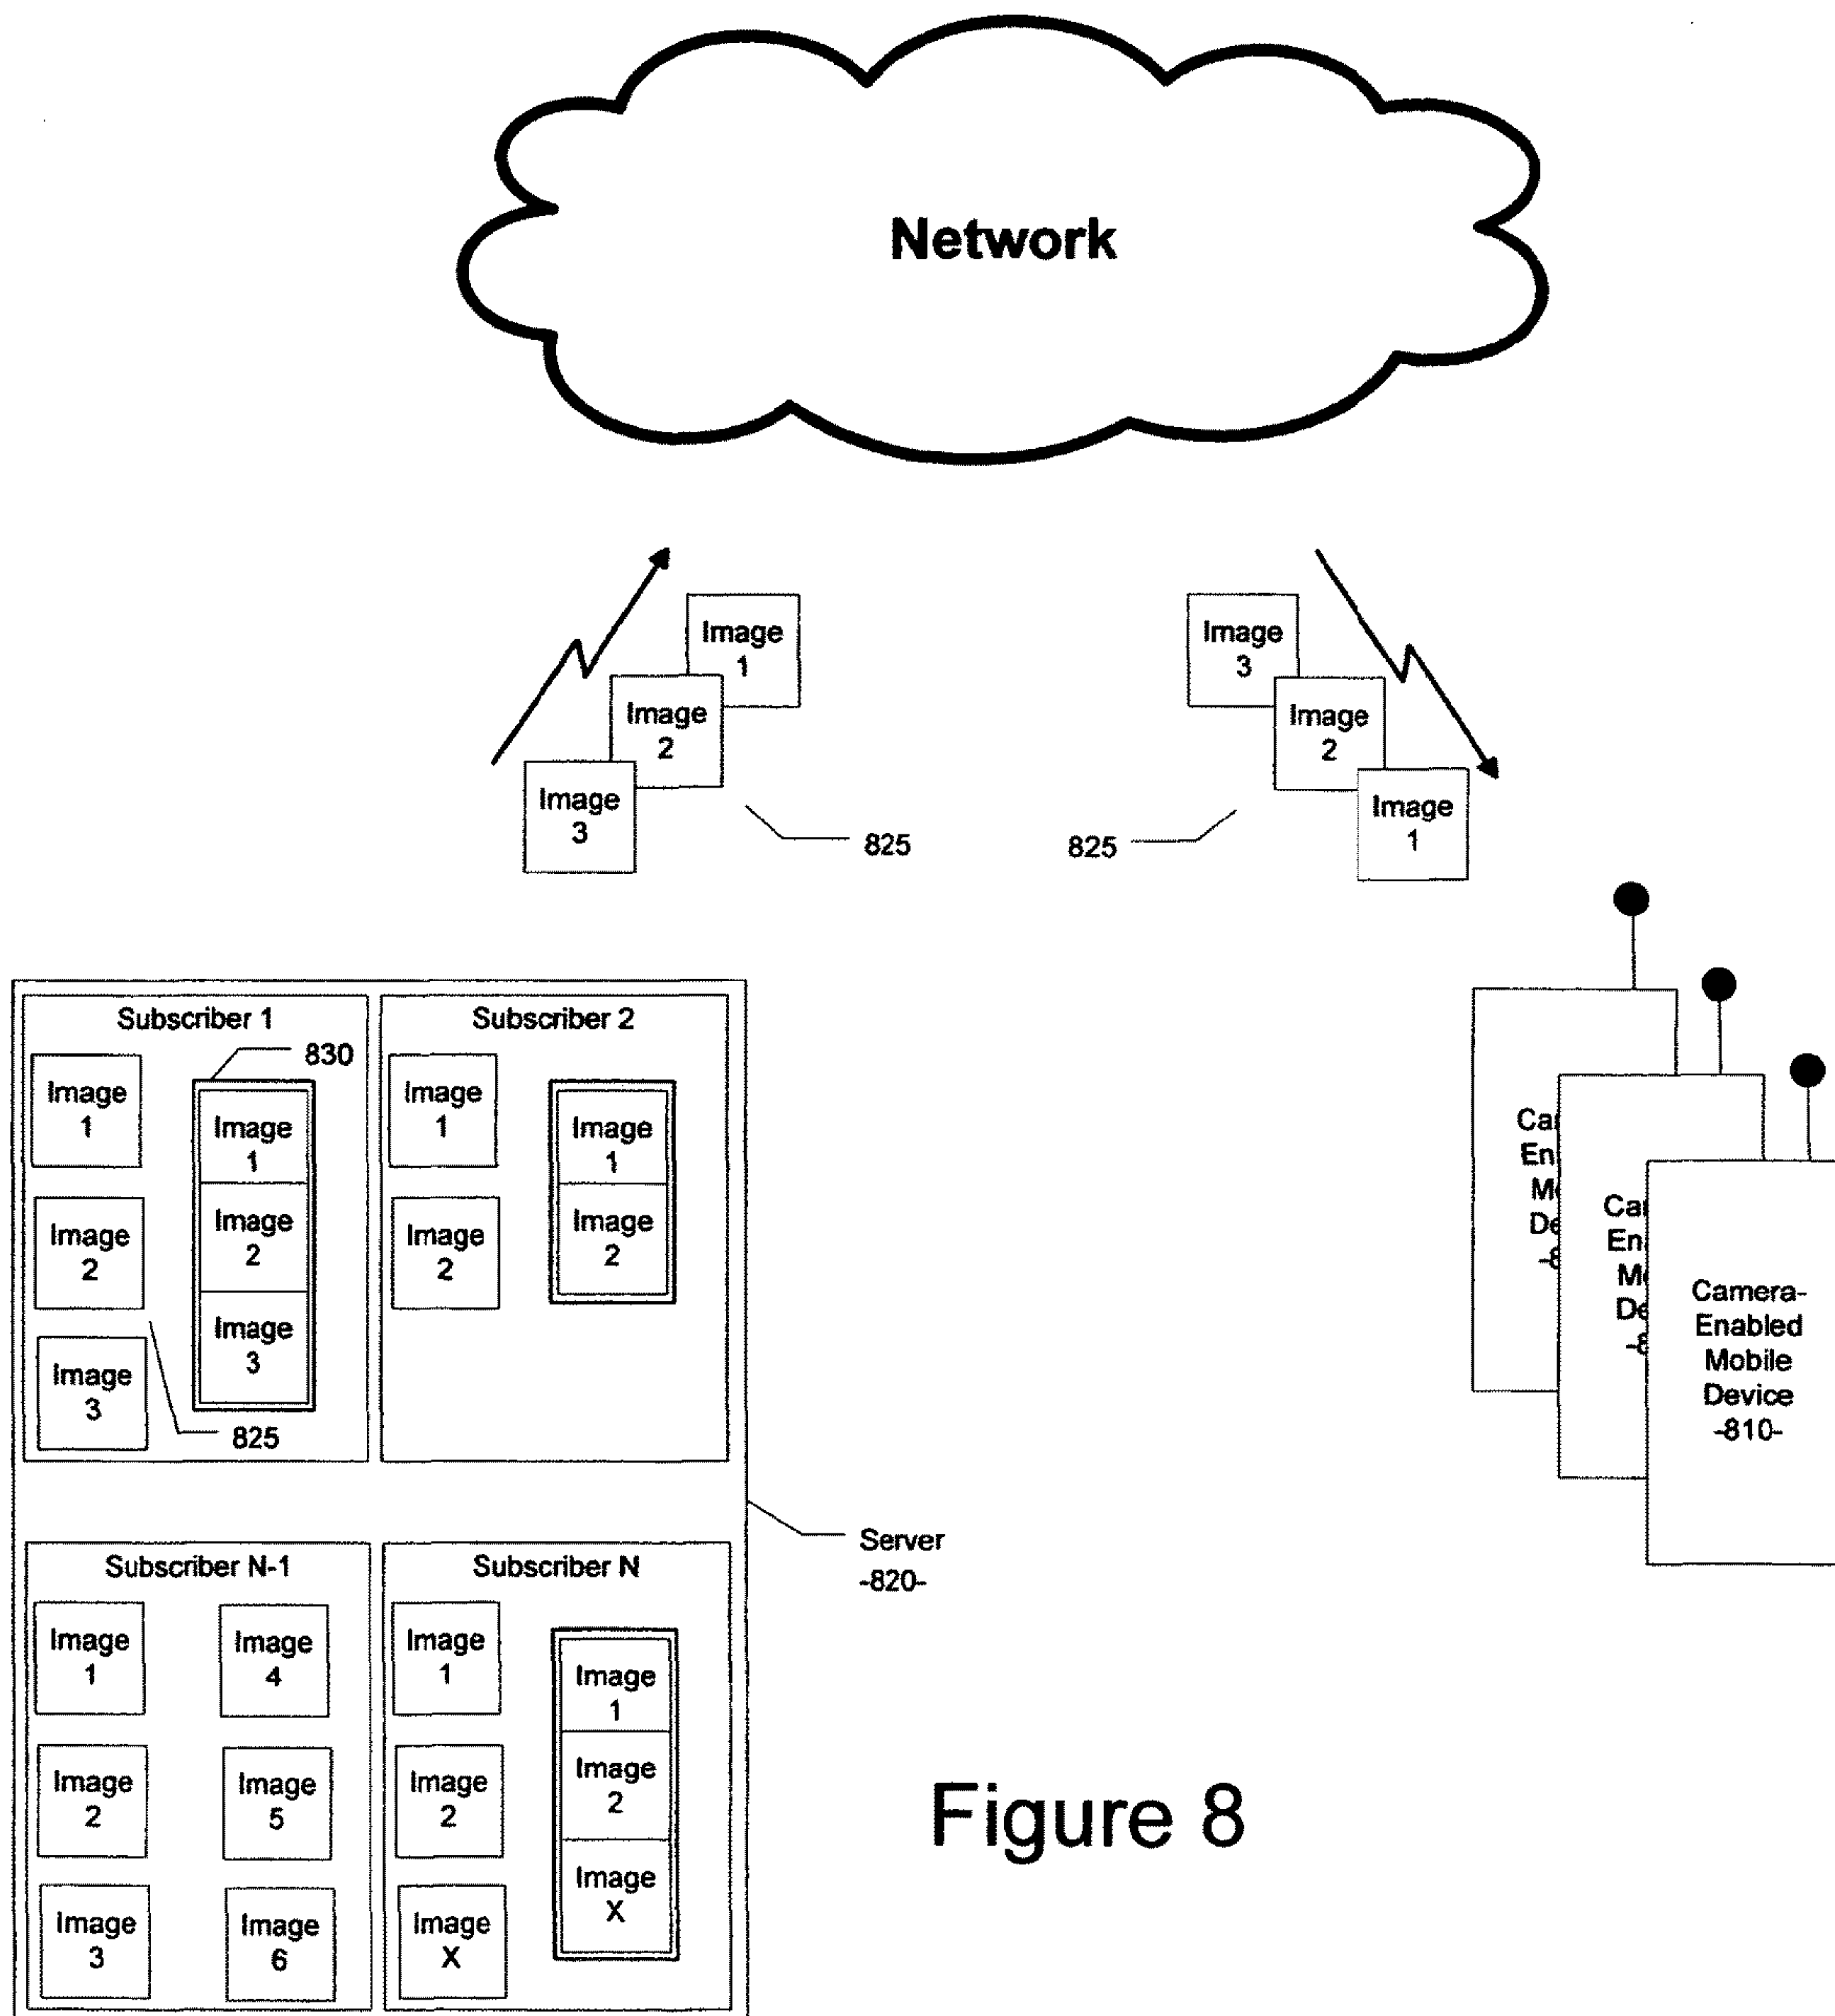 Network
Image
1
Image
2
Image
3
825
Image
3
Image
2
Image
1
825
Subscriber 1
830
Image
1
Image
2
Image
3
Image
1
Image
2
Image
3
825
Subscriber 2
Image
1
Image
2
Image
1
Image
2
Subscriber N-1
Image
1
Image
2
Image
3
Image
4
Image
5
Image
6
Subscriber N
Image
1
Image
2
Image
X
Image
1
Image
2
Image
X
Server
-820-
Camera-
Enabled
Mobile
Device
-810-
Figure 8